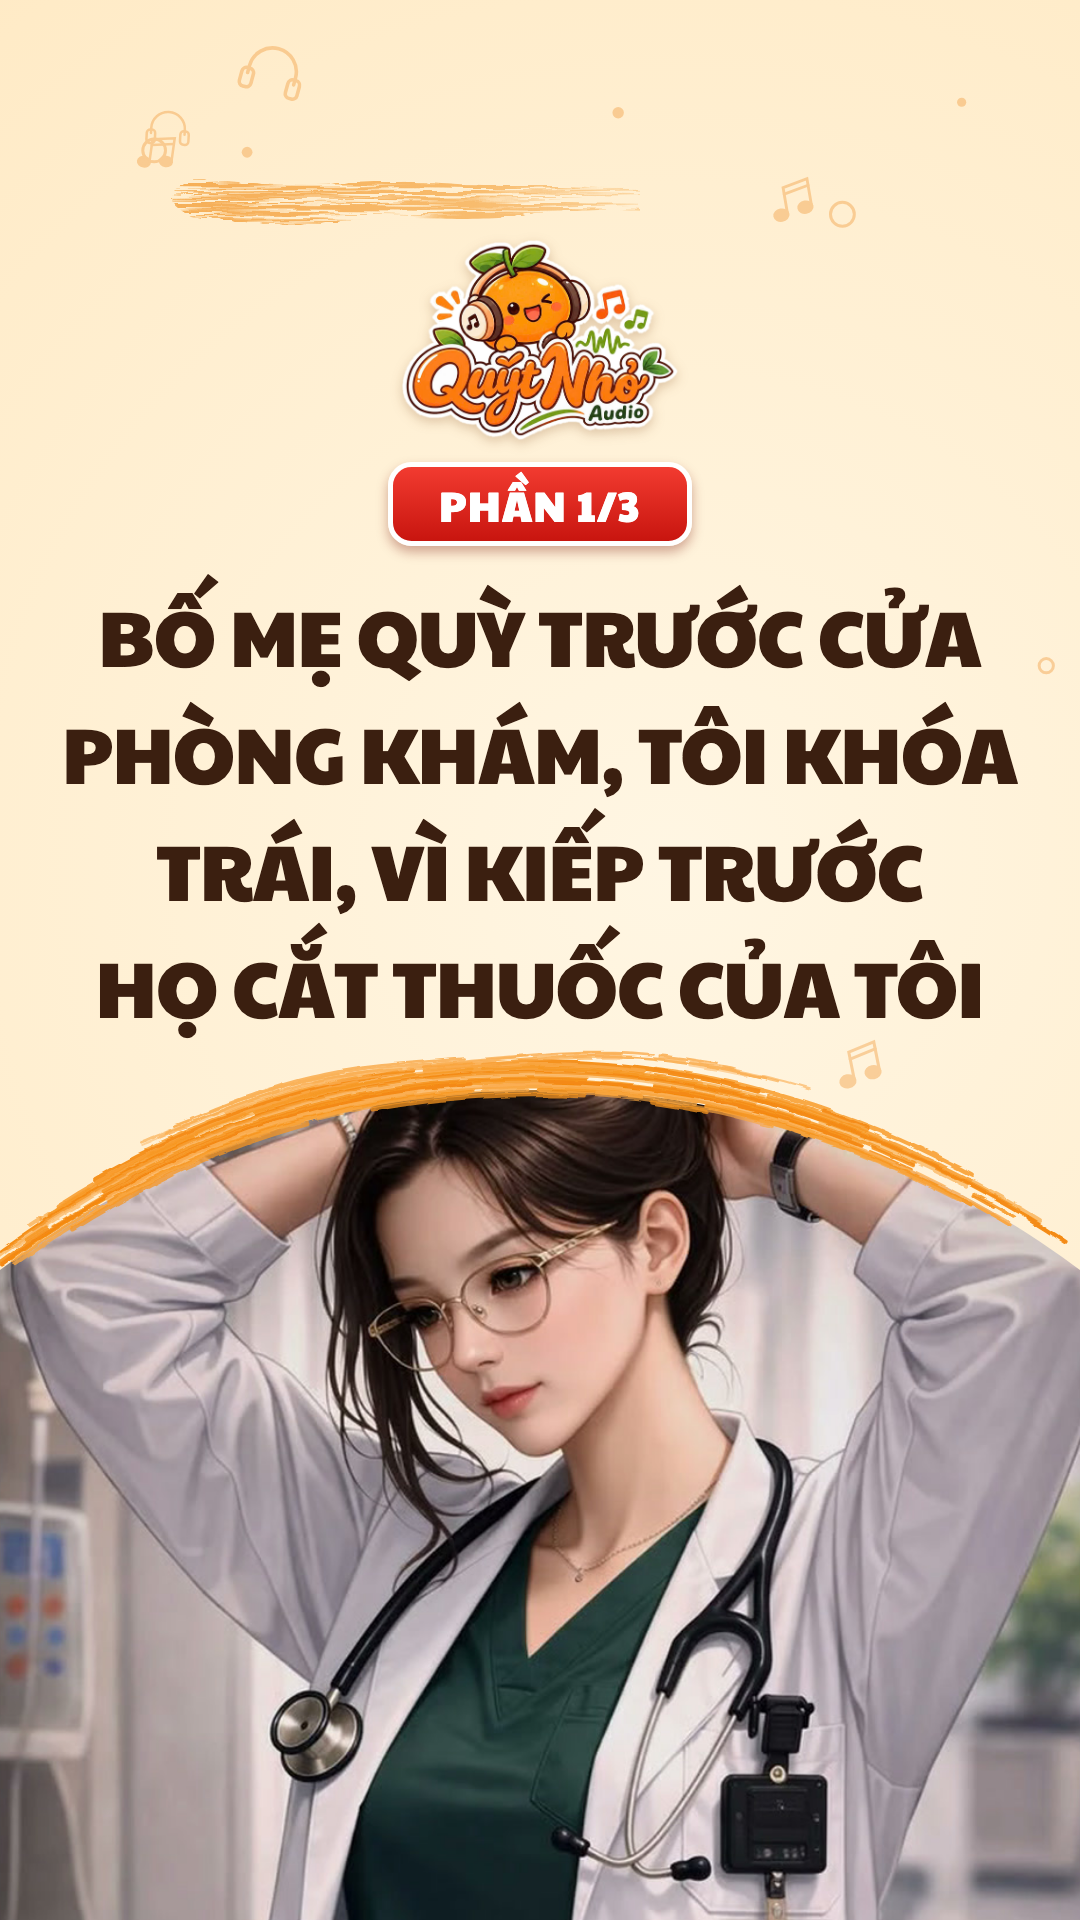 Quýt Nhỏ
Audio
PHẦN 1/3
BỐ MẸ QUỲ TRƯỚC CỬA
PHÒNG KHÁM, TÔI KHÓA
TRÁI, VÌ KIẾP TRƯỚC
HỌ CẮT THUỐC CỦA TÔI